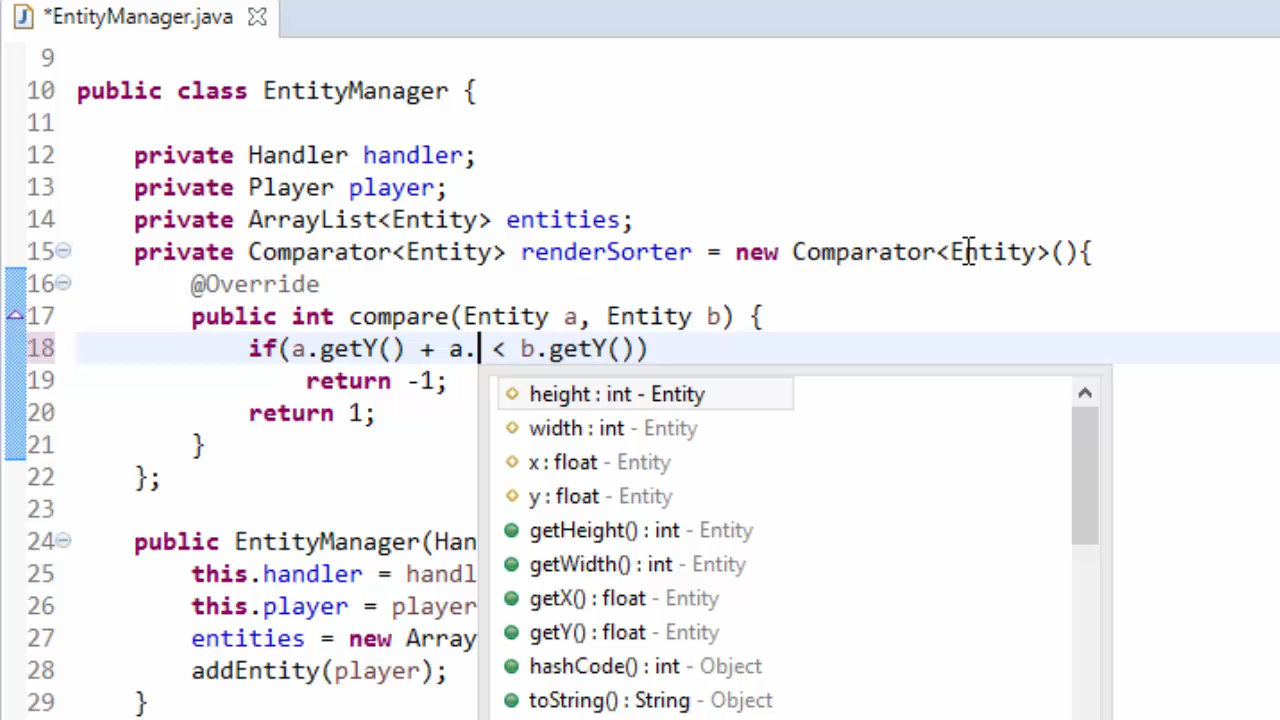 *EntityManager.java
9
10 public class EntityManager {
11
12 private Handler handler;
13 private Player player;
14 private ArrayList<Entity> entities;
15 private Comparator<Entity> renderSorter = new Comparator<Entity>(){
16 @Override
17 public int compare(Entity a, Entity b) {
18 if(a.getY() + a. < b.getY())
19 return -1;
20 return 1;
21 }
22 };
23
24 public EntityManager(Han
25 this.handler = handl
26 this.player = player
27 entities = new Array
28 addEntity(player);
29 }
height : int - Entity
width : int - Entity
x : float - Entity
y : float - Entity
getHeight() : int - Entity
getWidth() : int - Entity
getX() : float - Entity
getY() : float - Entity
hashCode() : int - Object
toString() : String - Object